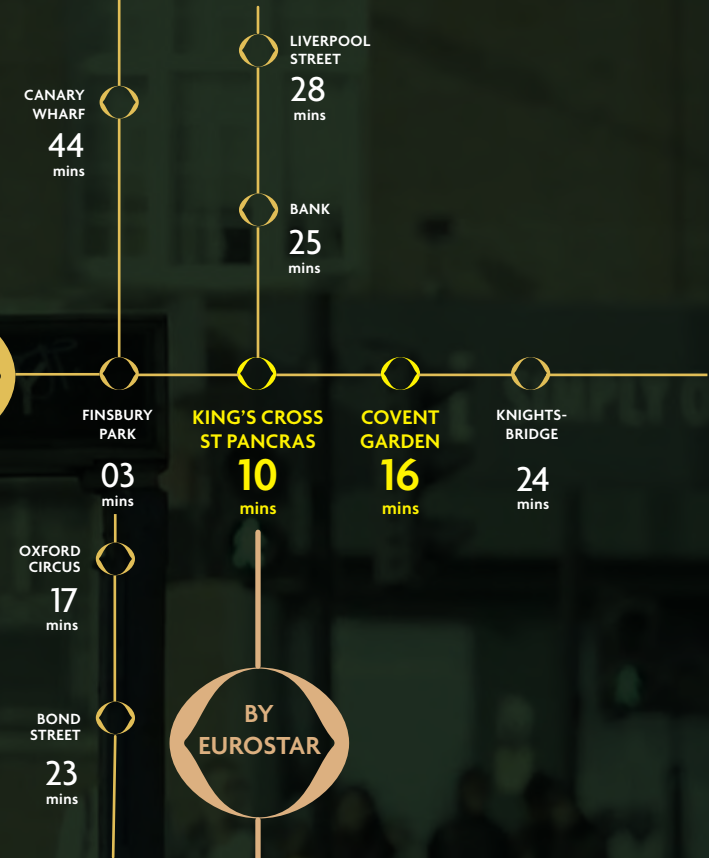 LIVERPOOL
STREET
28
mins
CANARY
WHARF
44
mins
BANK
25
mins
FINSBURY
PARK
03
mins
KING'S CROSS
ST PANCRAS
10
mins
COVENT
GARDEN
16
mins
KNIGHTS-
BRIDGE
24
mins
OXFORD
CIRCUS
17
mins
BOND
STREET
23
mins
BY
EUROSTAR